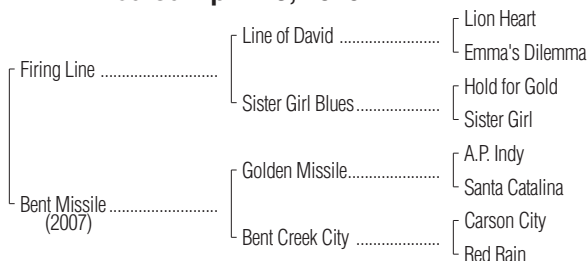 Lion Heart
Line of David
Emma's Dilemma
Firing Line
Hold for Gold
Sister Girl Blues
Sister Girl
A.P. Indy
Golden Missile
Santa Catalina
Bent Missile
(2007)
Carson City
Bent Creek City
Red Rain